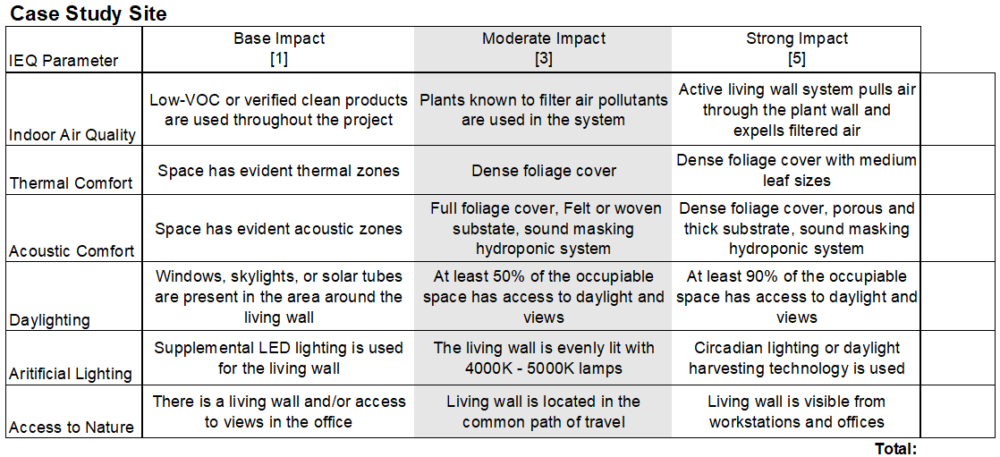 Case Study Site
IEQ Parameter
Base Impact
[1]
Moderate Impact
[3]
Strong Impact
[5]
Indoor Air Quality
Low-VOC or verified clean products
are used throughout the project
Plants known to filter air pollutants
are used in the system
Active living wall system pulls air
through the plant wall and
expells filtered air
Thermal Comfort
Space has evident thermal zones
Dense foliage cover
Dense foliage cover with medium
leaf sizes
Acoustic Comfort
Space has evident acoustic zones
Full foliage cover, Felt or woven
substate, sound masking
hydroponic system
Dense foliage cover, porous and
thick substrate, sound masking
hydroponic system
Daylighting
Windows, skylights, or solar tubes
are present in the area around the
living wall
At least 50% of the occupiable
space has access to daylight and
views
At least 90% of the occupiable
space has access to daylight and
views
Aritificial Lighting
Supplemental LED lighting is used
for the living wall
The living wall is evenly lit with
4000K - 5000K lamps
Circadian lighting or daylight
harvesting technology is used
Access to Nature
There is a living wall and/or access
to views in the office
Living wall is located in the
common path of travel
Living wall is visible from
workstations and offices
Total: